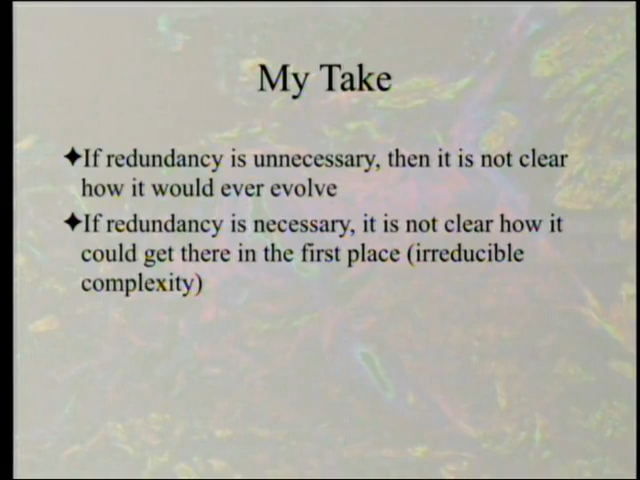 My Take
✦If redundancy is unnecessary, then it is not clear
how it would ever evolve
✦If redundancy is necessary, it is not clear how it
could get there in the first place (irreducible
complexity)